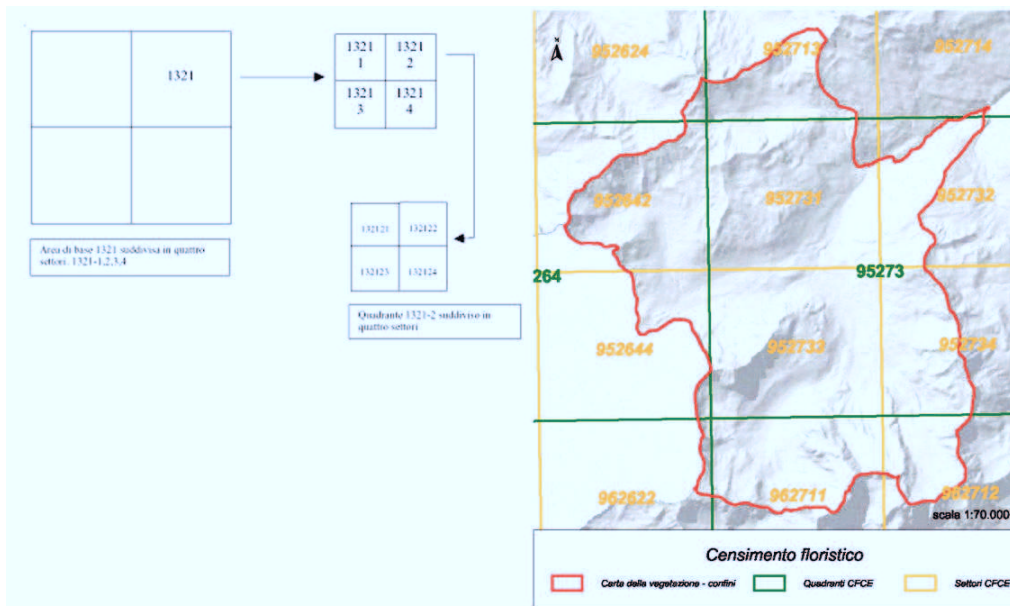 1321
1321
1
1321
2
1321
3
1321
4
Area di base 1321 suddivisa in quattro
settori. 1321-1,2,3,4
132121
132122
132123
132124
Quadrante 1321-2 suddiviso in
quattro settori
N
952624
952713
952714
952642
952731
952732
264
95273
952644
952733
952734
962622
962711
962712
scala 1:70.000
Censimento floristico
Carta della vegetazione - confini
Quadranti CFCE
Settori CFCE